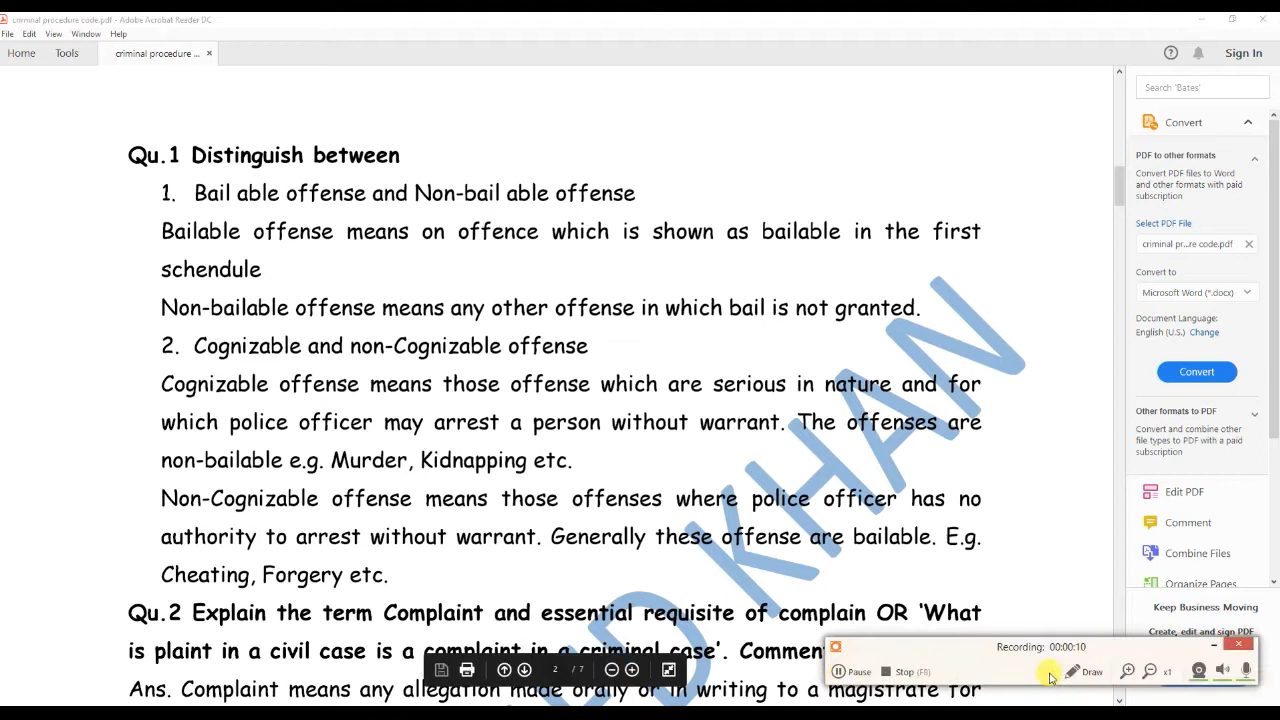 criminal procedure code.pdf - Adobe Acrobat Reader DC
File Edit View Window Help
Home Tools criminal procedure ... × Sign In
Qu.1 Distinguish between
1. Bail able offense and Non-bail able offense
Bailable offense means on offence which is shown as bailable in the first
schendule
Non-bailable offense means any other offense in which bail is not granted.
2. Cognizable and non-Cognizable offense
Cognizable offense means those offense which are serious in nature and for
which police officer may arrest a person without warrant. The offenses are
non-bailable e.g. Murder, Kidnapping etc.
Non-Cognizable offense means those offenses where police officer has no
authority to arrest without warrant. Generally these offense are bailable. E.g.
Cheating, Forgery etc.
Qu.2 Explain the term Complaint and essential requisite of complain OR 'What
is plaint in a civil case is a complaint in a criminal case'. Comment
Ans. Complaint means any allegation made orally or in writing to a magistrate for
D KHAN
2 / 7
Search 'Bates'
Convert
PDF to other formats
Convert PDF files to Word
and other formats with paid
subscription
Select PDF File
criminal pr...re code.pdf
Convert to
Microsoft Word (*.docx)
Document Language:
English (U.S.) Change
Convert
Other formats to PDF
Convert and combine other
file types to PDF with a paid
subscription
Edit PDF
Comment
Combine Files
Organize Pages
Keep Business Moving
Create, edit and sign PDF
Recording: 00:00:10
Pause Stop (F8) Draw x1